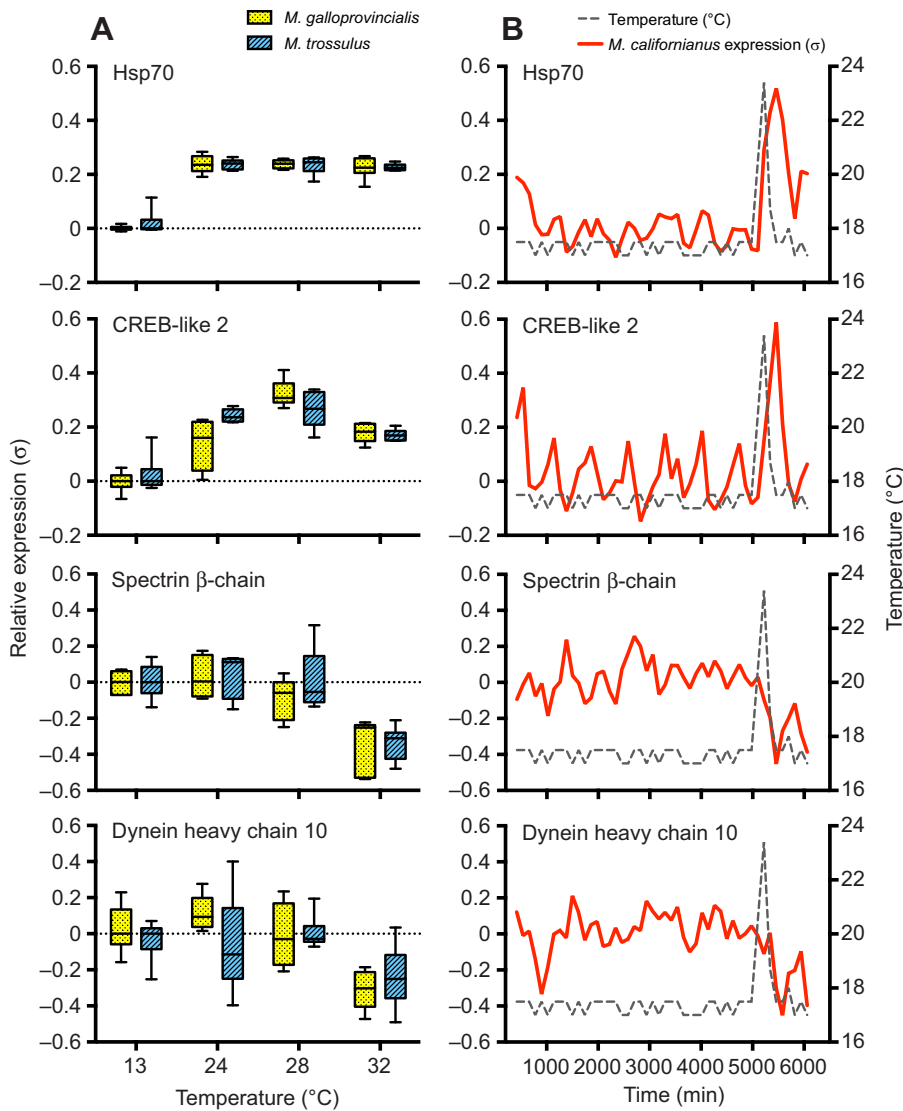 A
M. galloprovincialis
M. trossulus
B
Temperature (°C)
M. californianus expression (σ)
Relative expression (σ)
Hsp70
0.6
0.4
0.2
0
–0.2
Hsp70
24
22
20
18
16
CREB-like 2
0.6
0.4
0.2
0
–0.2
CREB-like 2
24
22
20
18
16
Spectrin β-chain
0.6
0.4
0.2
0
–0.2
–0.4
–0.6
Spectrin β-chain
24
22
20
18
16
Dynein heavy chain 10
0.6
0.4
0.2
0
–0.2
–0.4
–0.6
Dynein heavy chain 10
24
22
20
18
16
Temperature (°C)
13 24 28 32
Temperature (°C)
1000 2000 3000 4000 5000 6000
Time (min)